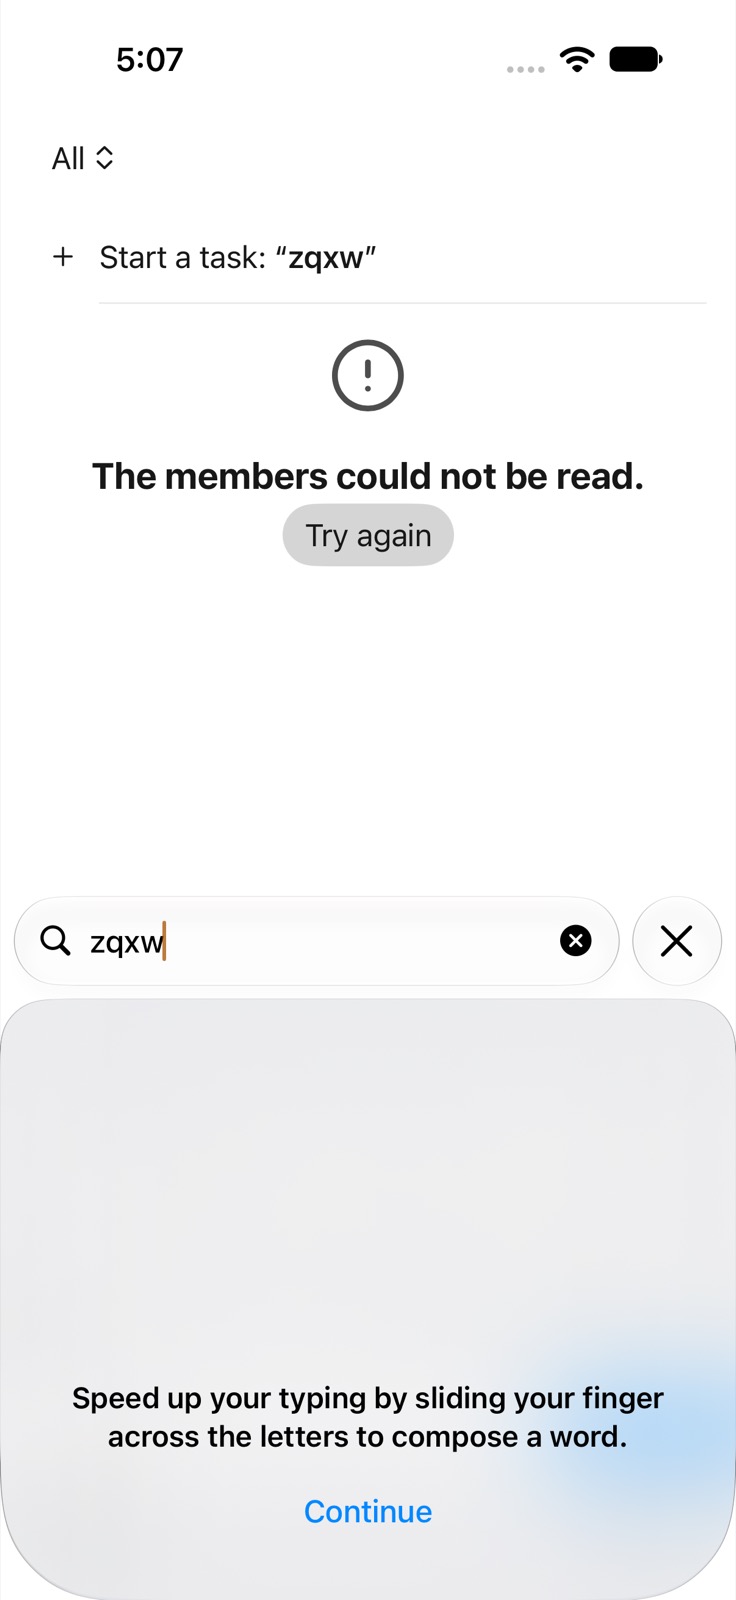 5:07
All
Start a task: “zqxw”
The members could not be read.
Try again
zqxw
Speed up your typing by sliding your finger
across the letters to compose a word.
Continue